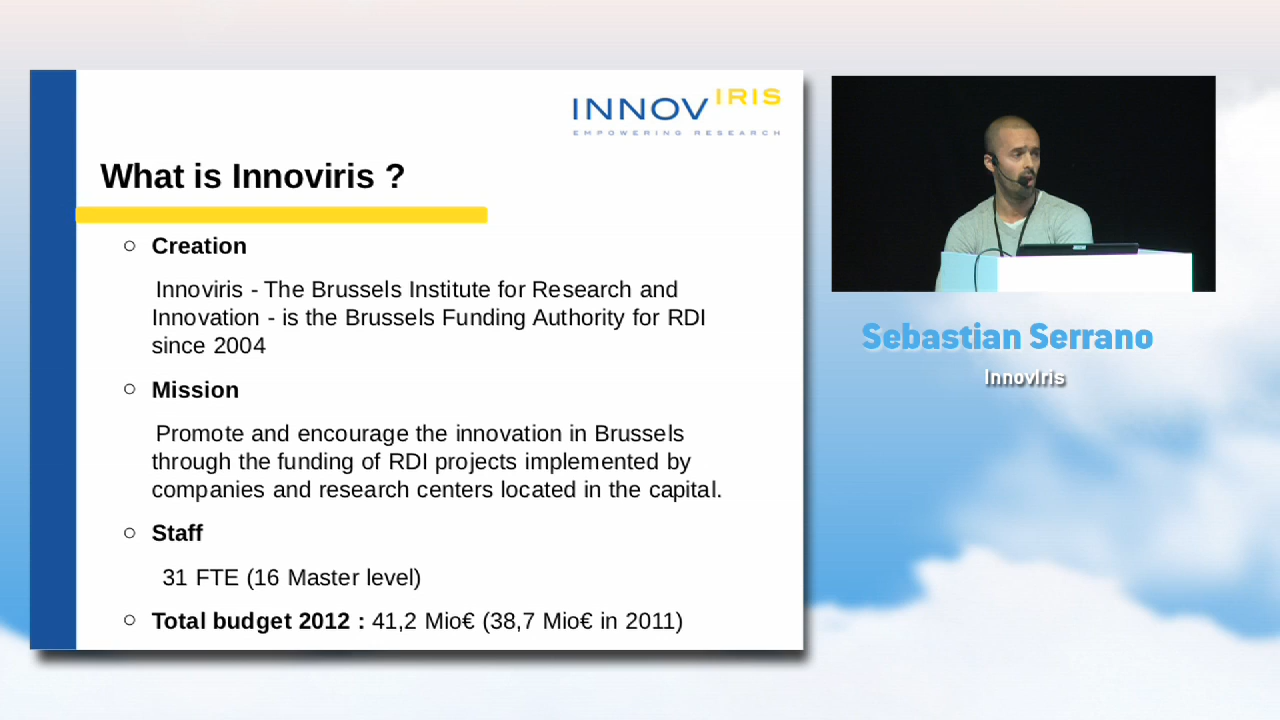 INNOVIRIS
EMPOWERING RESEARCH
What is Innoviris ?
Creation
Innoviris - The Brussels Institute for Research and
Innovation - is the Brussels Funding Authority for RDI
since 2004
Mission
Promote and encourage the innovation in Brussels
through the funding of RDI projects implemented by
companies and research centers located in the capital.
Staff
31 FTE (16 Master level)
Total budget 2012 : 41,2 Mio€ (38,7 Mio€ in 2011)
Sebastian Serrano
InnovIris